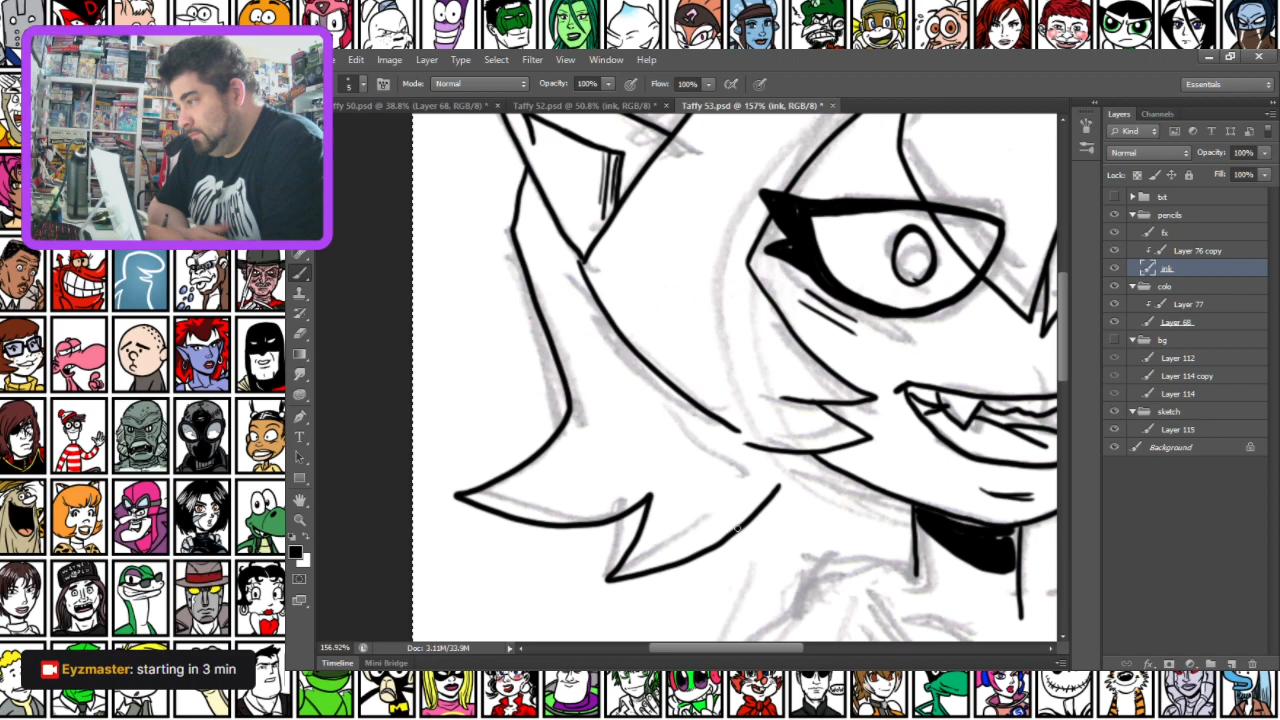 Edit Image Layer Type Select Filter View Window Help
5 Mode: Normal Opacity: 100% Flow: 100% Essentials
ffy 50.psd @ 38.8% (Layer 68, RGB/8) * × Taffy 52.psd @ 50.8% (ink, RGB/8) * × Taffy 53.psd @ 157% (ink, RGB/8) * ×
Layers Channels
Kind
Normal Opacity: 100%
Lock: Fill: 100%
txt
pencils
fx
Layer 76 copy
ink
colo
Layer 77
Layer 68
bg
Layer 112
Layer 114 copy
Layer 114
sketch
Layer 115
Background
156.92% Doc: 3.11M/33.9M
Timeline Mini Bridge
Eyzmaster: starting in 3 min